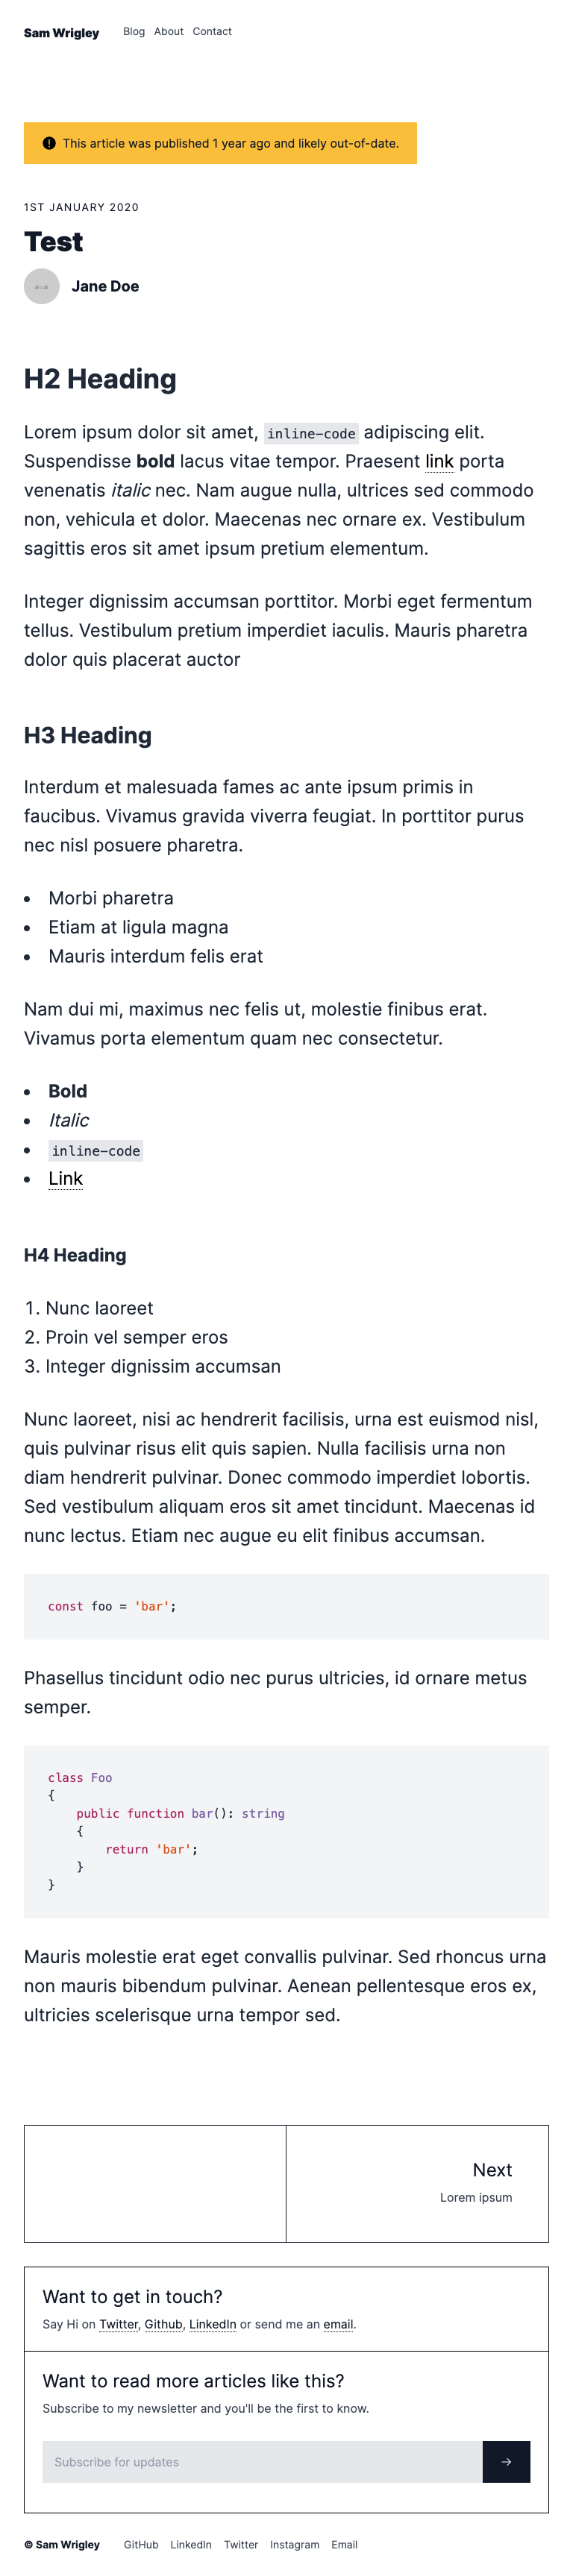 Sam Wrigley Blog About Contact
This article was published 1 year ago and likely out-of-date.
1ST JANUARY 2020
Test
Jane Doe
H2 Heading
Lorem ipsum dolor sit amet, inline-code adipiscing elit.
Suspendisse bold lacus vitae tempor. Praesent link porta
venenatis italic nec. Nam augue nulla, ultrices sed commodo
non, vehicula et dolor. Maecenas nec ornare ex. Vestibulum
sagittis eros sit amet ipsum pretium elementum.
Integer dignissim accumsan porttitor. Morbi eget fermentum
tellus. Vestibulum pretium imperdiet iaculis. Mauris pharetra
dolor quis placerat auctor
H3 Heading
Interdum et malesuada fames ac ante ipsum primis in
faucibus. Vivamus gravida viverra feugiat. In porttitor purus
nec nisl posuere pharetra.
• Morbi pharetra
• Etiam at ligula magna
• Mauris interdum felis erat
Nam dui mi, maximus nec felis ut, molestie finibus erat.
Vivamus porta elementum quam nec consectetur.
• Bold
• Italic
• inline-code
• Link
H4 Heading
1. Nunc laoreet
2. Proin vel semper eros
3. Integer dignissim accumsan
Nunc laoreet, nisi ac hendrerit facilisis, urna est euismod nisl,
quis pulvinar risus elit quis sapien. Nulla facilisis urna non
diam hendrerit pulvinar. Donec commodo imperdiet lobortis.
Sed vestibulum aliquam eros sit amet tincidunt. Maecenas id
nunc lectus. Etiam nec augue eu elit finibus accumsan.
const foo = 'bar';
Phasellus tincidunt odio nec purus ultricies, id ornare metus
semper.
class Foo
{
    public function bar(): string
    {
        return 'bar';
    }
}
Mauris molestie erat eget convallis pulvinar. Sed rhoncus urna
non mauris bibendum pulvinar. Aenean pellentesque eros ex,
ultricies scelerisque urna tempor sed.
Next
Lorem ipsum
Want to get in touch?
Say Hi on Twitter, Github, LinkedIn or send me an email.
Want to read more articles like this?
Subscribe to my newsletter and you'll be the first to know.
Subscribe for updates →
© Sam Wrigley GitHub LinkedIn Twitter Instagram Email